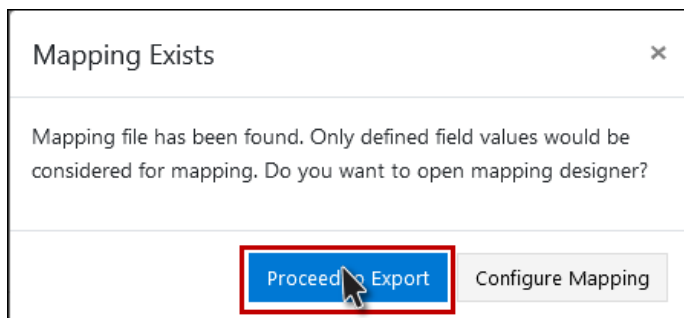 Mapping Exists ×
Mapping file has been found. Only defined field values would be
considered for mapping. Do you want to open mapping designer?
Proceed to Export Configure Mapping